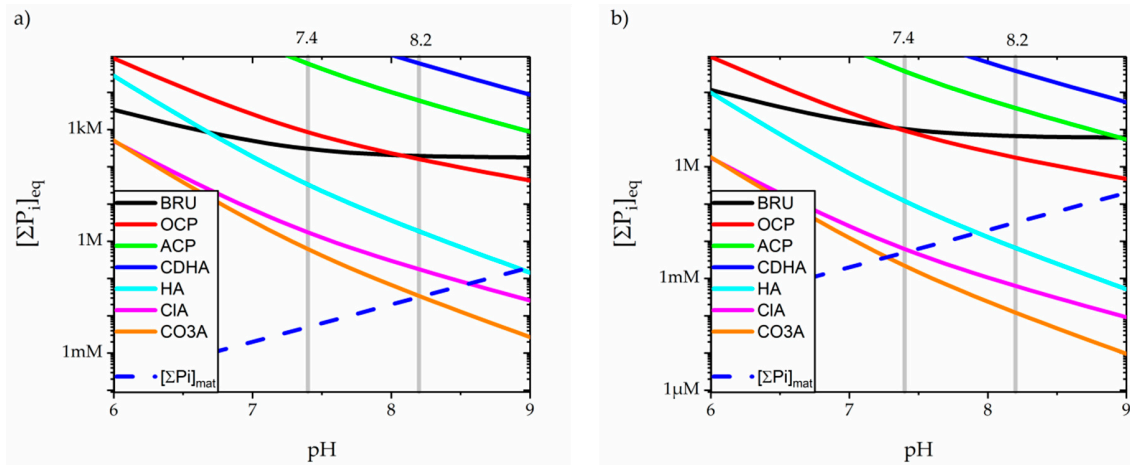 a)
7.4 8.2
1kM
1M
1mM
[ΣPi]eq
BRU
OCP
ACP
CDHA
HA
ClA
CO3A
[ΣPi]mat
6 7 8 9
pH
b)
7.4 8.2
1M
1mM
1μM
[ΣPi]eq
BRU
OCP
ACP
CDHA
HA
ClA
CO3A
[ΣPi]mat
6 7 8 9
pH